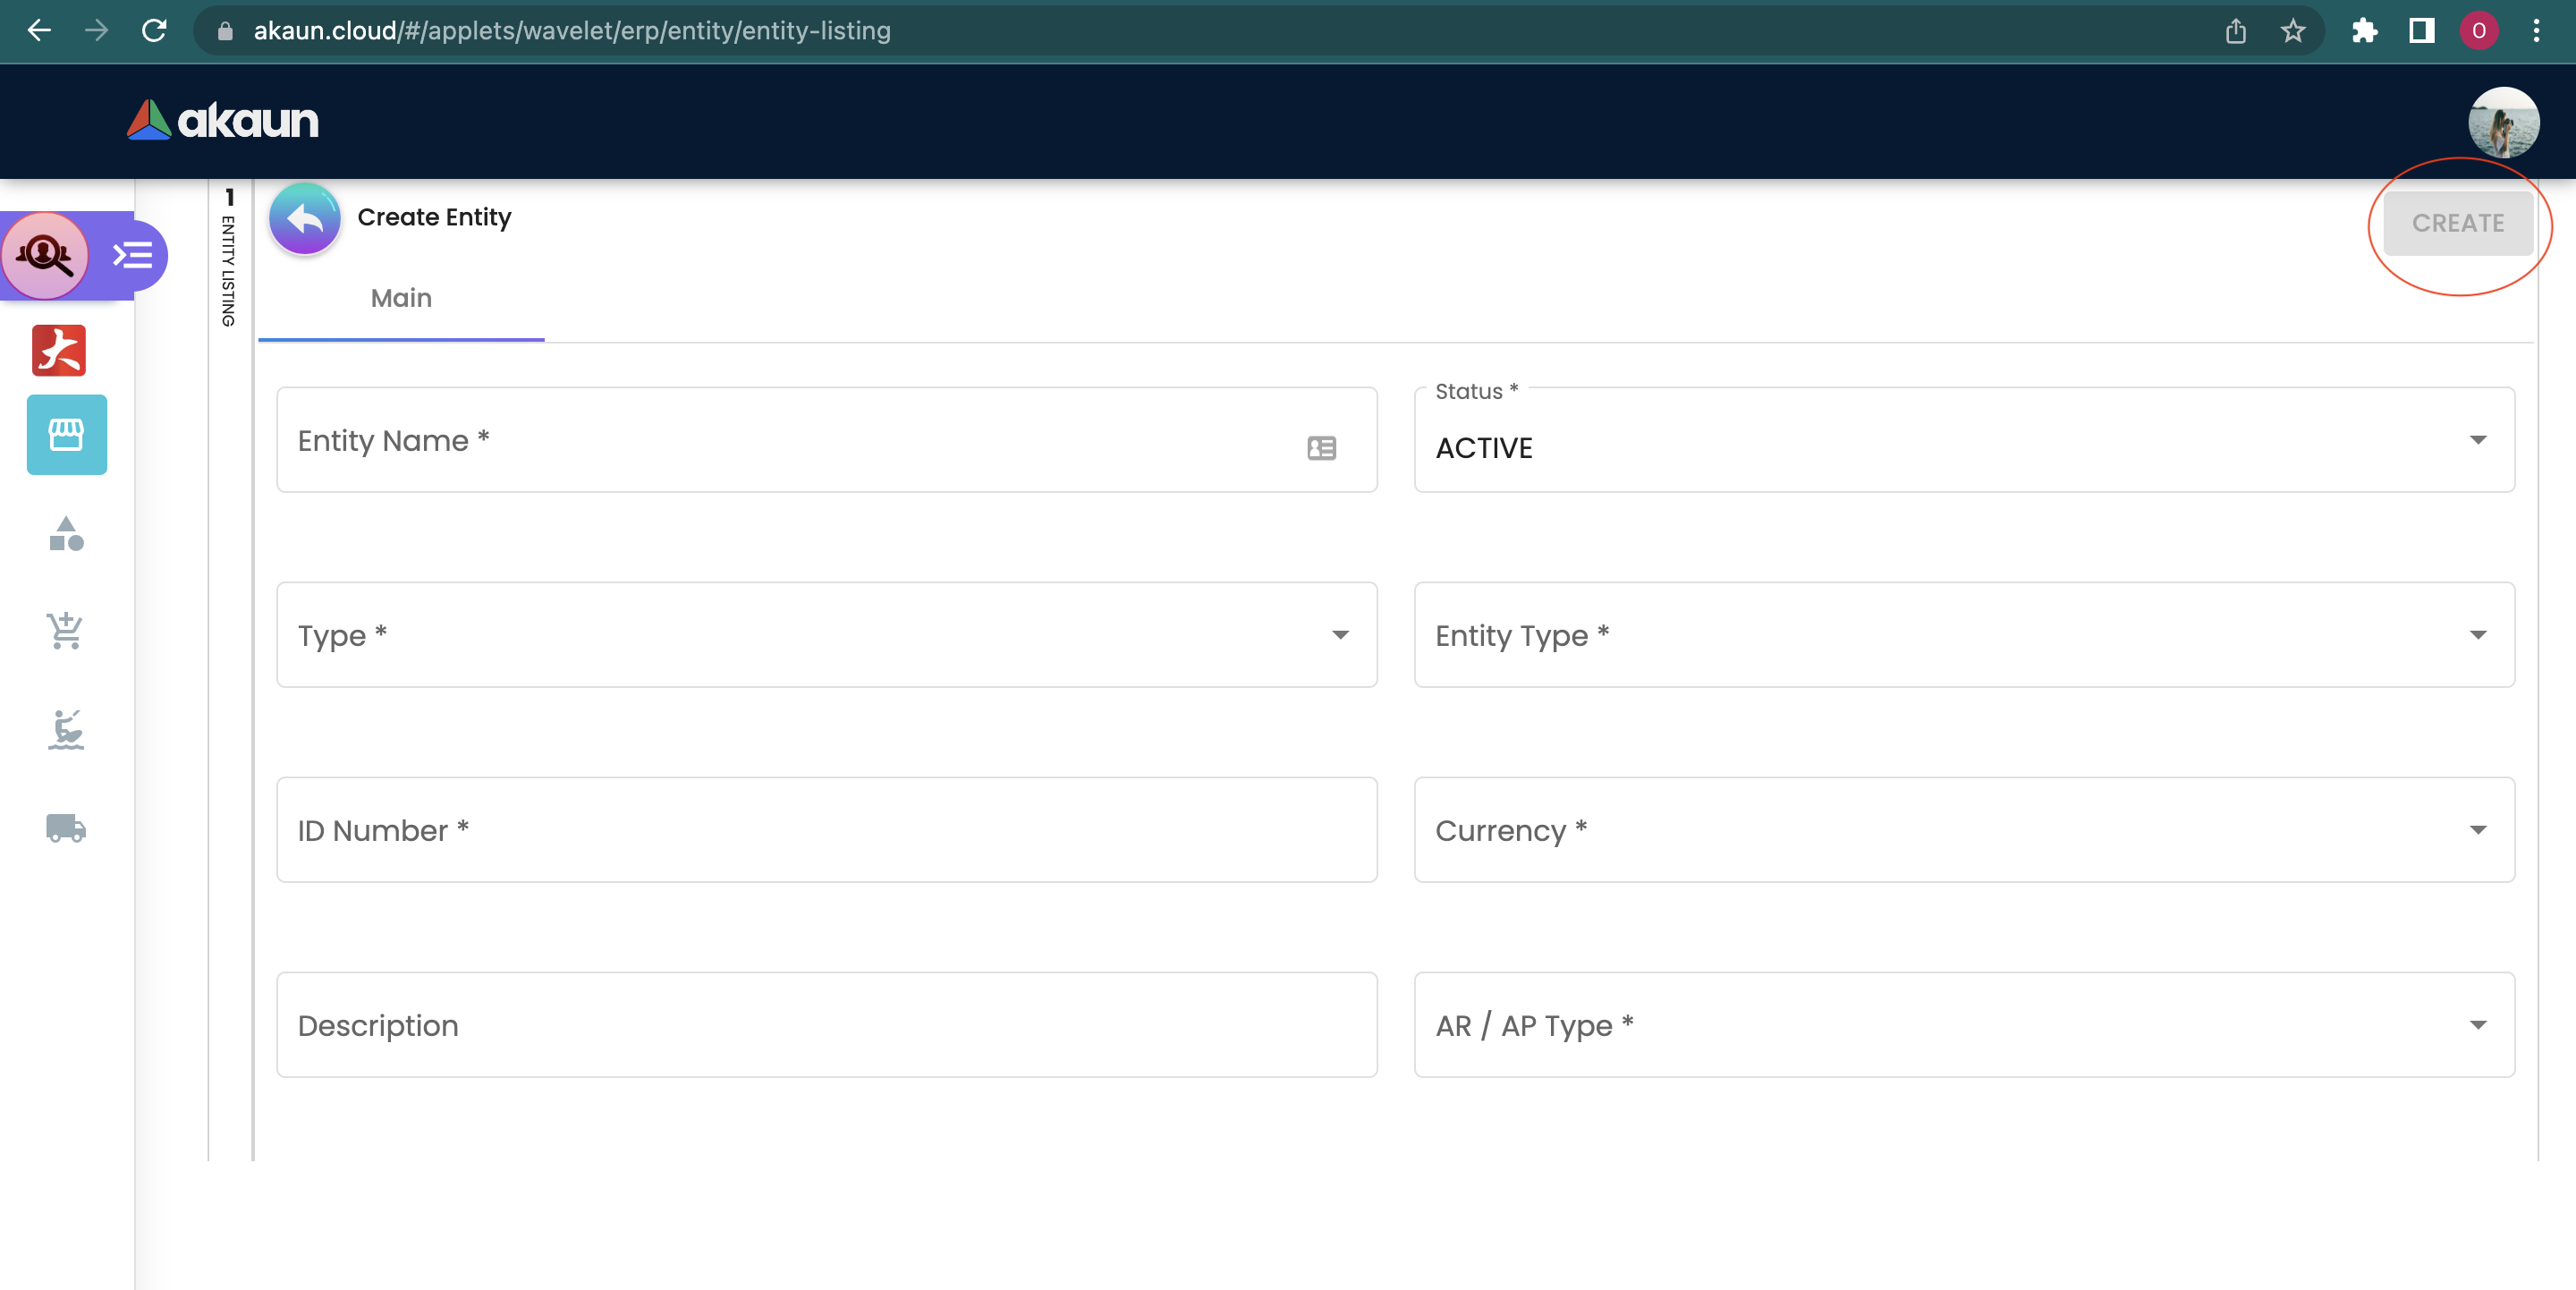 akaun.cloud/#/applets/wavelet/erp/entity/entity-listing
O
akaun
1 ENTITY LISTING
Create Entity
CREATE
Main
Entity Name *
Status *
ACTIVE
Type *
Entity Type *
ID Number *
Currency *
Description
AR / AP Type *